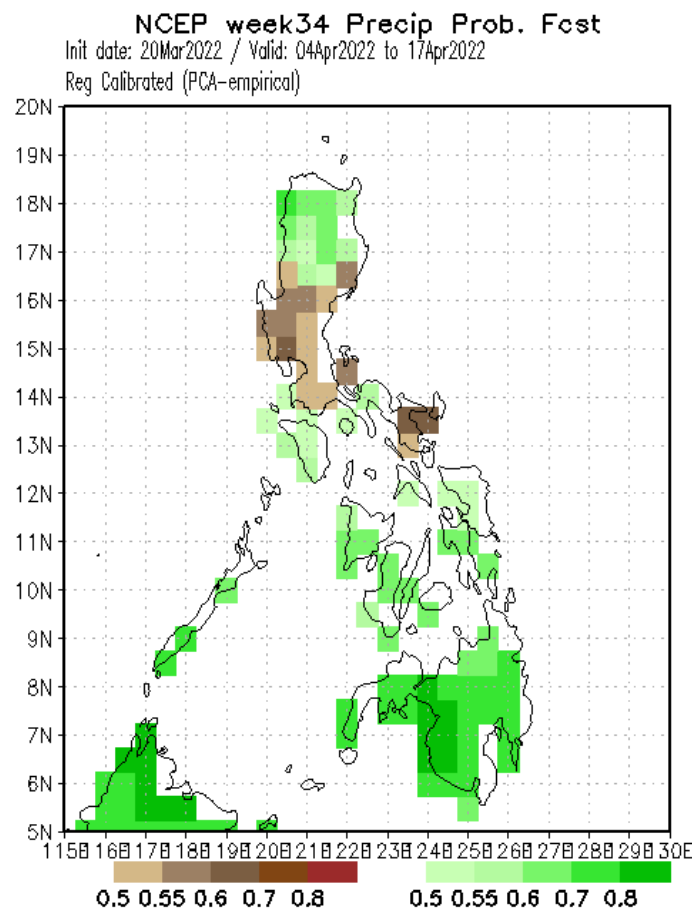 NCEP week34 Precip Prob. Fcst
Init date: 20Mar2022 / Valid: 04Apr2022 to 17Apr2022
Reg Calibrated (PCA-empirical)
20N
19N
18N
17N
16N
15N
14N
13N
12N
11N
10N
9N
8N
7N
6N
5N
115E 116E 117E 118E 119E 120E 121E 122E 123E 124E 125E 126E 127E 128E 129E 130E
0.5 0.55 0.6 0.7 0.8 0.5 0.55 0.6 0.7 0.8